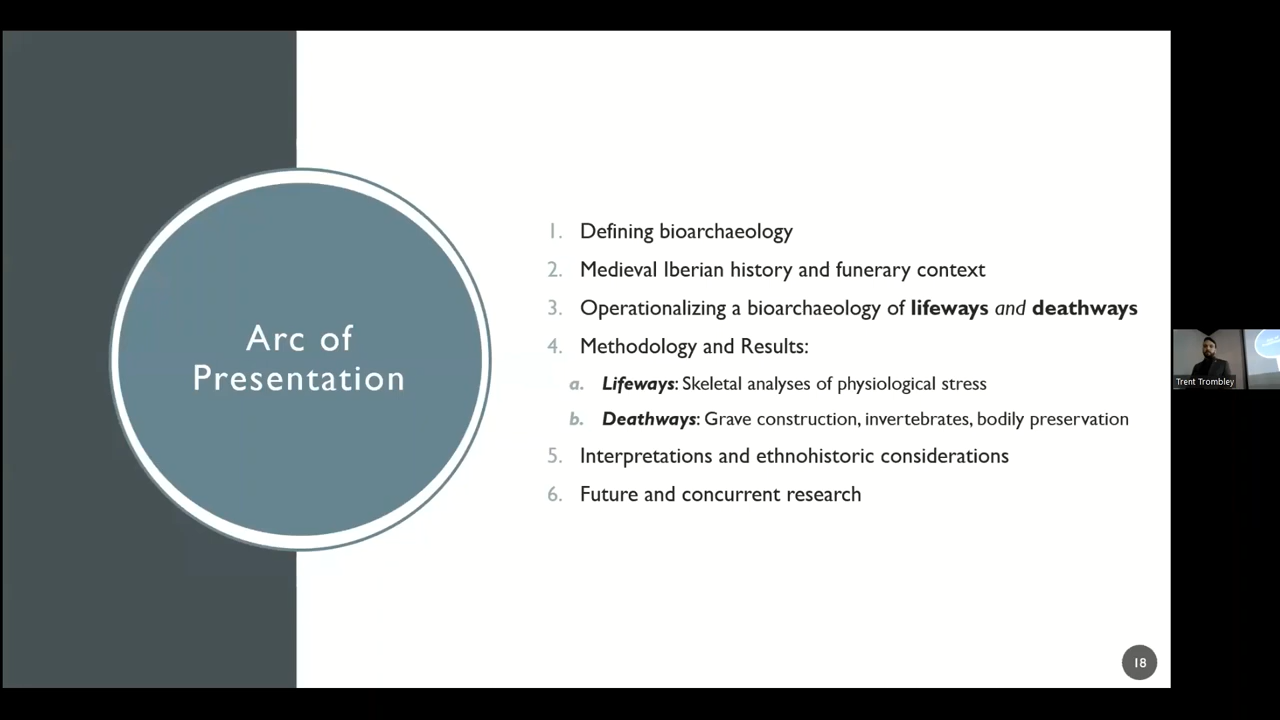 Arc of
Presentation
1. Defining bioarchaeology
2. Medieval Iberian history and funerary context
3. Operationalizing a bioarchaeology of lifeways and deathways
4. Methodology and Results:
a. Lifeways: Skeletal analyses of physiological stress
b. Deathways: Grave construction, invertebrates, bodily preservation
5. Interpretations and ethnohistoric considerations
6. Future and concurrent research
Trent Trombley
18